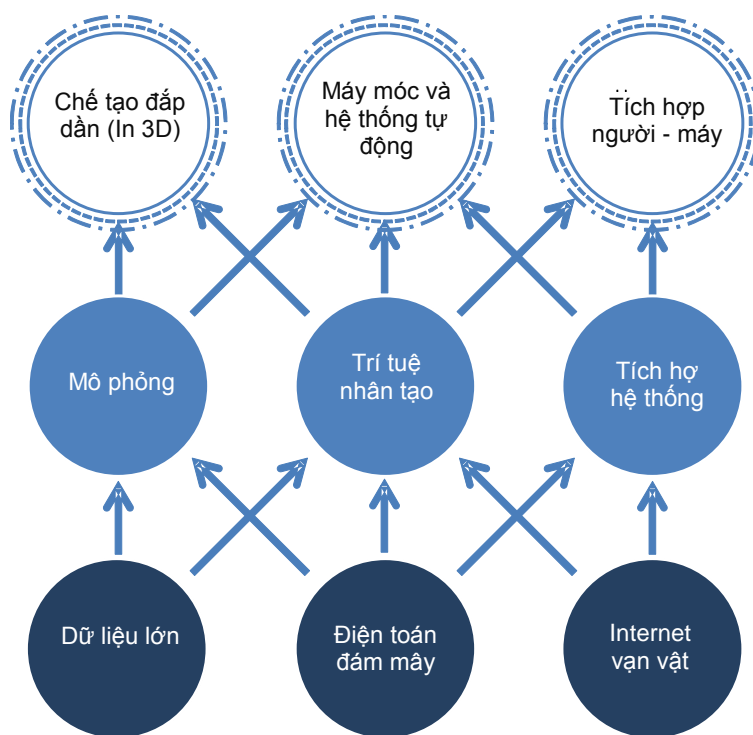 Chế tạo đắp
dần (In 3D)
Máy móc và
hệ thống tự
động
Tích hợp
người - máy
Mô phỏng
Trí tuệ
nhân tạo
Tích hợ
hệ thống
Dữ liệu lớn
Điện toán
đám mây
Internet
vạn vật